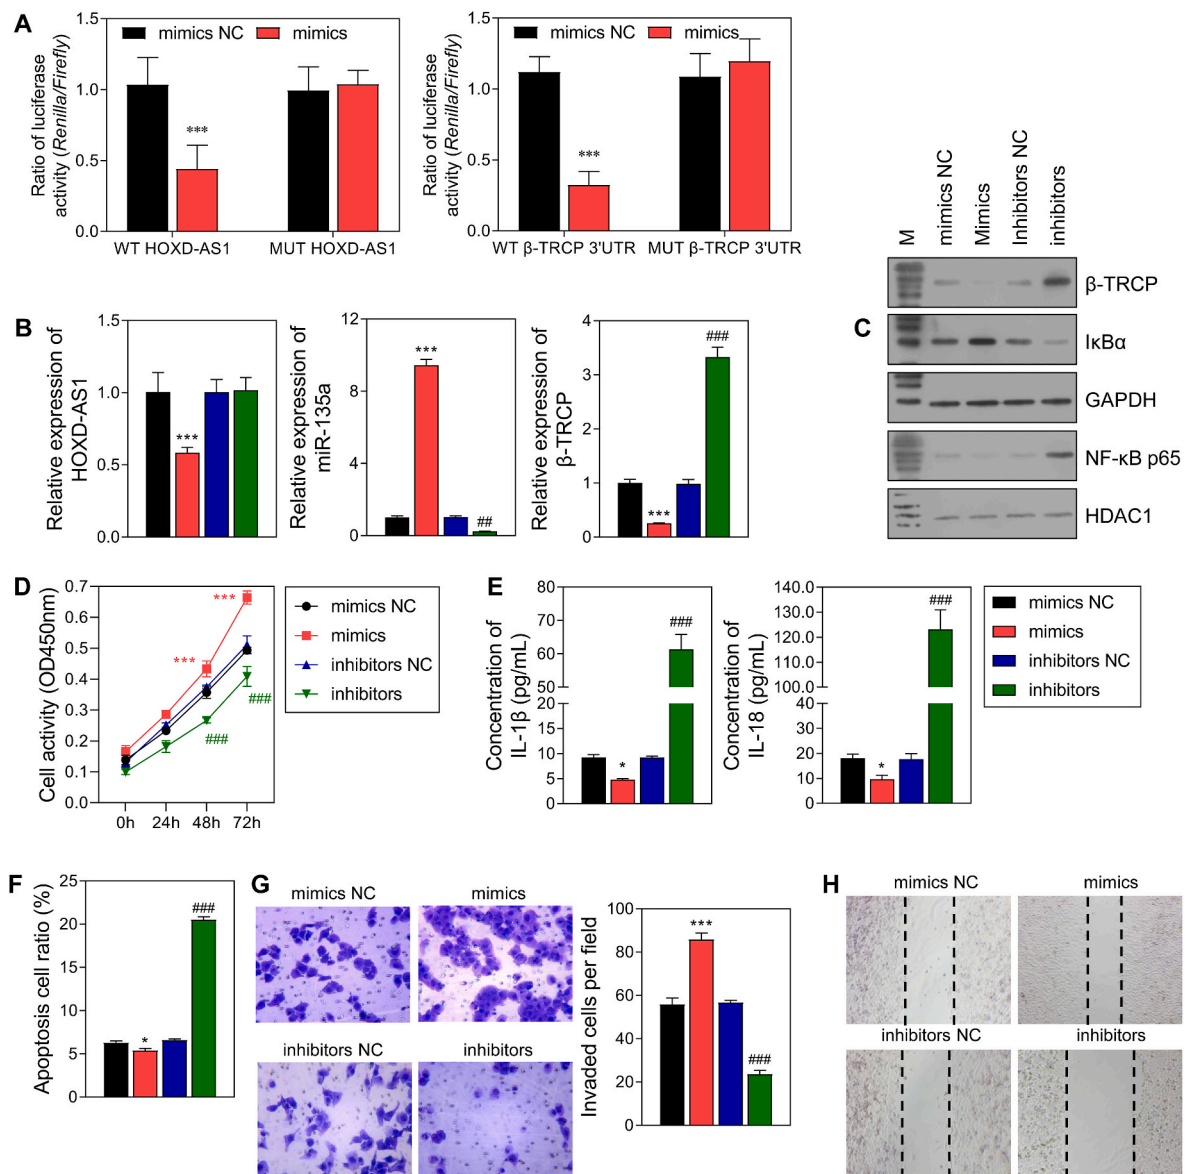 A
Ratio of luciferase
activity (Renilla/Firefly)
1.5
1.0
0.5
0.0
mimics NC
mimics
***
WT HOXD-AS1
MUT HOXD-AS1
Ratio of luciferase
activity (Renilla/Firefly)
1.5
1.0
0.5
0.0
mimics NC
mimics
***
WT β-TRCP 3'UTR
MUT β-TRCP 3'UTR
B
Relative expression of
HOXD-AS1
1.5
1.0
0.5
0.0
***
Relative expression of
miR-135a
12
8
4
0
***
##
Relative expression of
β-TRCP
4
3
2
1
0
***
###
C
M
mimics NC
Mimics
Inhibitors NC
inhibitors
β-TRCP
IκBα
GAPDH
NF-κB p65
HDAC1
D
Cell activity (OD450nm)
0.7
0.6
0.5
0.4
0.3
0.2
0.1
0.0
0h
24h
48h
72h
***
***
###
###
mimics NC
mimics
inhibitors NC
inhibitors
E
Concentration of
IL-1β (pg/mL)
80
70
60
50
20
15
10
5
0
*
###
Concentration of
IL-18 (pg/mL)
140.0
130.0
120.0
110.0
100.0
40
30
20
10
0
*
###
mimics NC
mimics
inhibitors NC
inhibitors
F
Apoptosis cell ratio (%)
25
20
15
10
5
0
*
###
G
mimics NC
mimics
inhibitors NC
inhibitors
Invaded cells per field
100
80
60
40
20
0
***
###
H
mimics NC
mimics
inhibitors NC
inhibitors